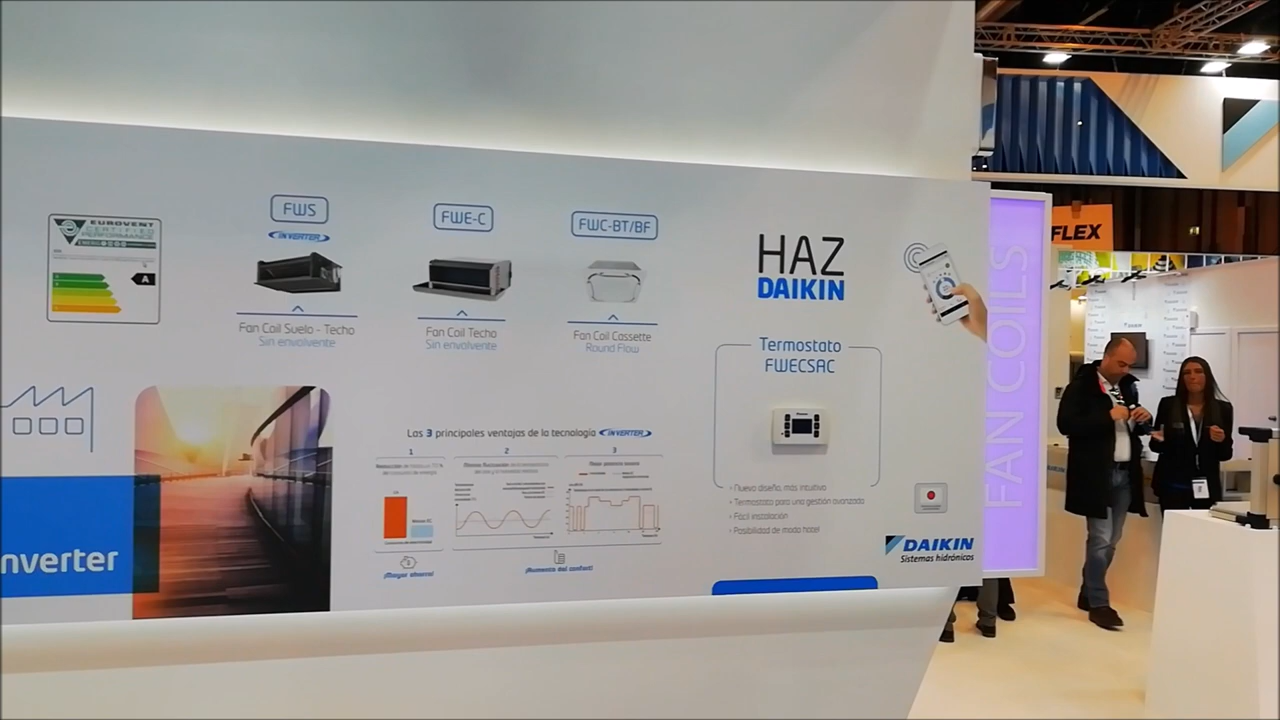 EUROVENT
CERTIFIED
PERFORMANCE
A
FWS
INVERTER
Fan Coil Suelo - Techo
Sin envolvente
FWE-C
Fan Coil Techo
Sin envolvente
FWC-BT/BF
Fan Coil Cassette
Round Flow
HAZ
DAIKIN
Termostato
FWECSAC
• Nuevo diseño, más intuitivo
• Termostato para una gestión avanzada
• Fácil instalación
• Posibilidad de modo hotel
Las 3 principales ventajas de la tecnología INVERTER
1
2
3
¡Mayor ahorro!
¡Aumento del confort!
nverter
DAIKIN
Sistemas hidrónicos
FAN COILS
FLEX